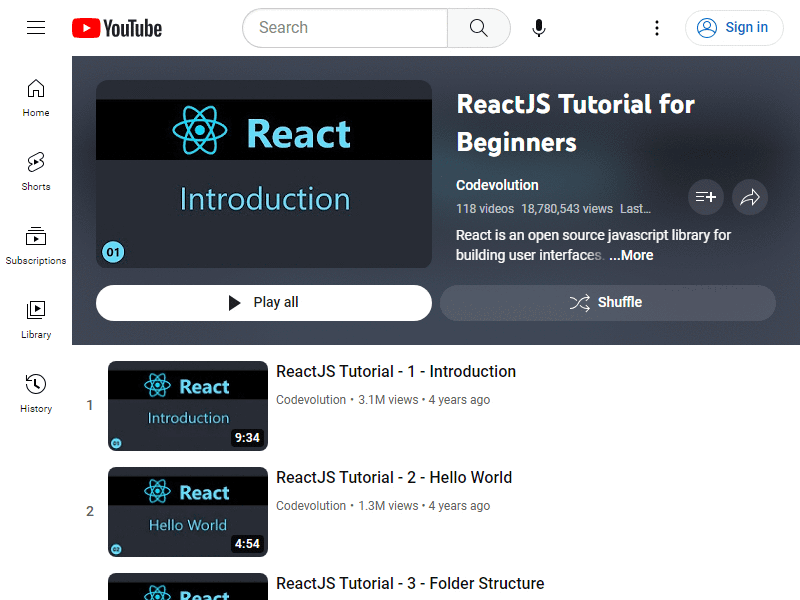 YouTube
Search
Sign in
Home
Shorts
Subscriptions
Library
History
React
Introduction
01
ReactJS Tutorial for
Beginners
Codevolution
118 videos 18,780,543 views Last...
React is an open source javascript library for
building user interfaces. ...More
Play all
Shuffle
1
React
Introduction
01
9:34
ReactJS Tutorial - 1 - Introduction
Codevolution • 3.1M views • 4 years ago
2
React
Hello World
02
4:54
ReactJS Tutorial - 2 - Hello World
Codevolution • 1.3M views • 4 years ago
React
ReactJS Tutorial - 3 - Folder Structure